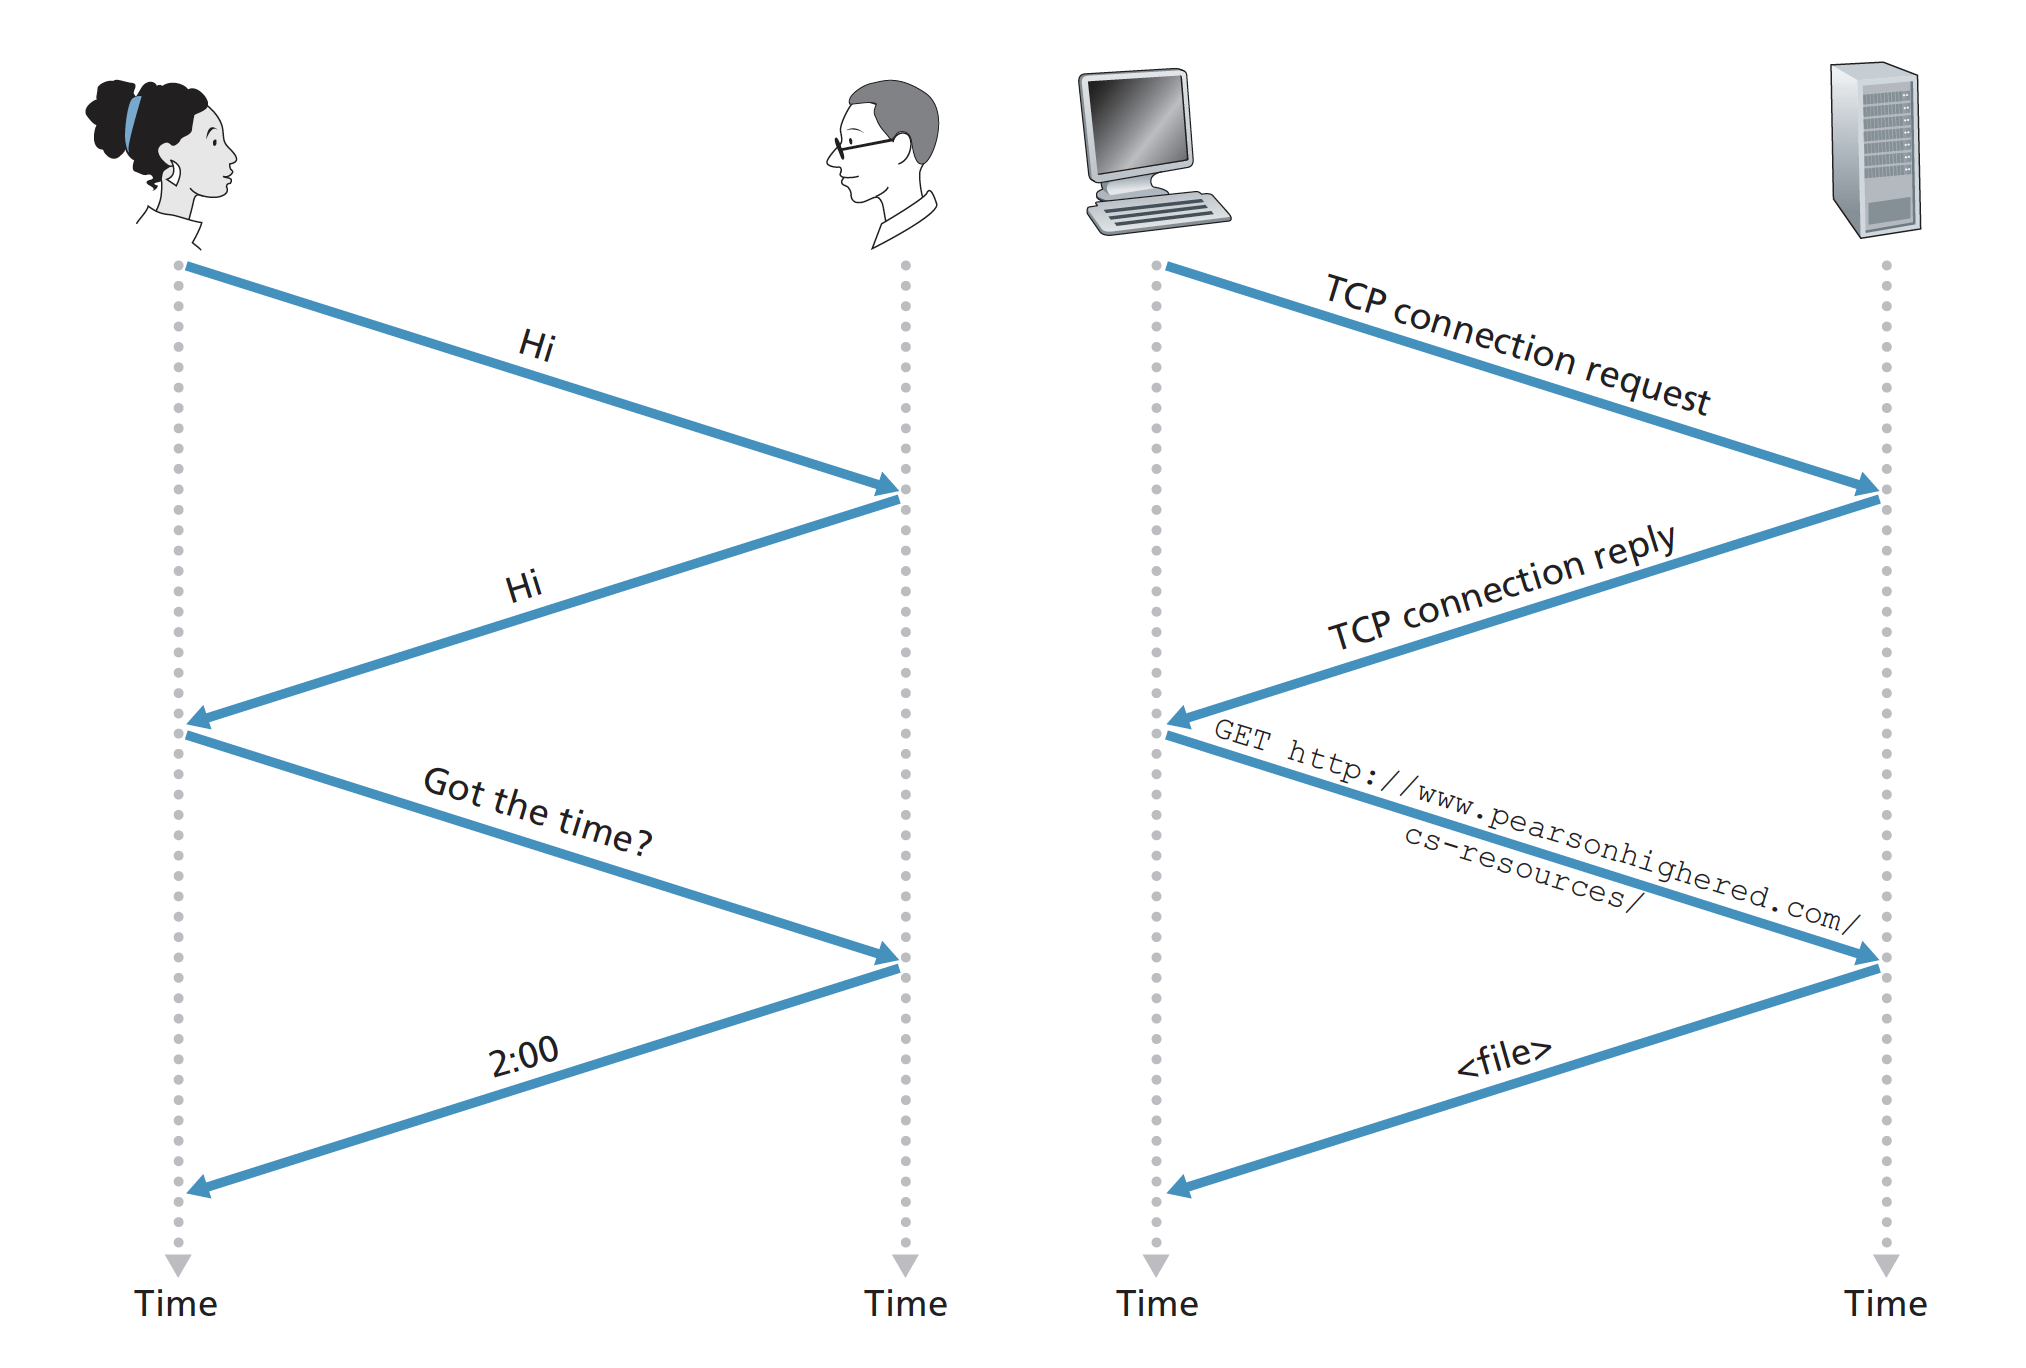 Hi
Hi
Got the time?
2:00
Time
Time
TCP connection request
TCP connection reply
GET http://www.pearsonhighered.com/
cs-resources/
<file>
Time
Time